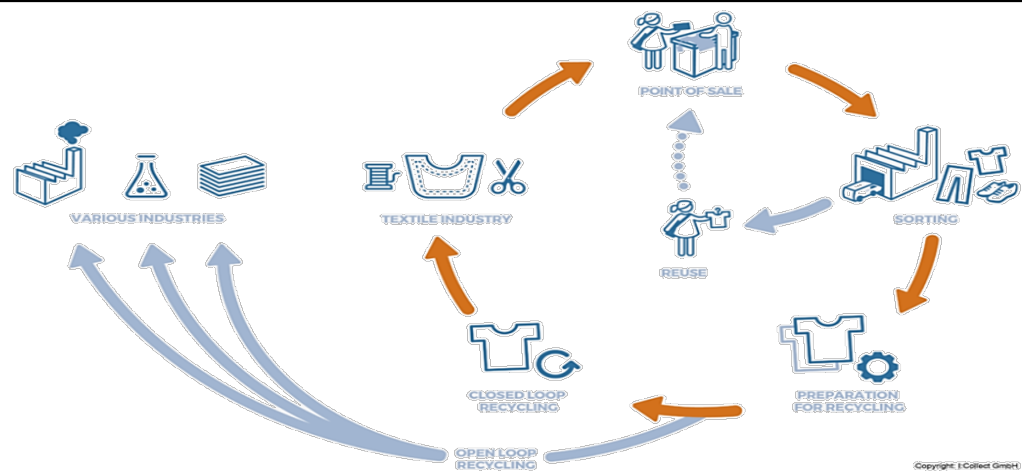 POINT OF SALE
VARIOUS INDUSTRIES
TEXTILE INDUSTRY
SORTING
REUSE
CLOSED LOOP
RECYCLING
PREPARATION
FOR RECYCLING
OPEN LOOP
RECYCLING
Copyright: I:Collect GmbH